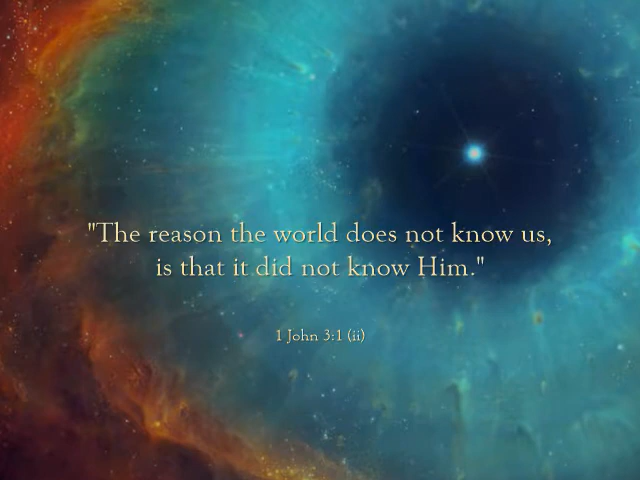 "The reason the world does not know us,
is that it did not know Him."
1 John 3:1 (ii)